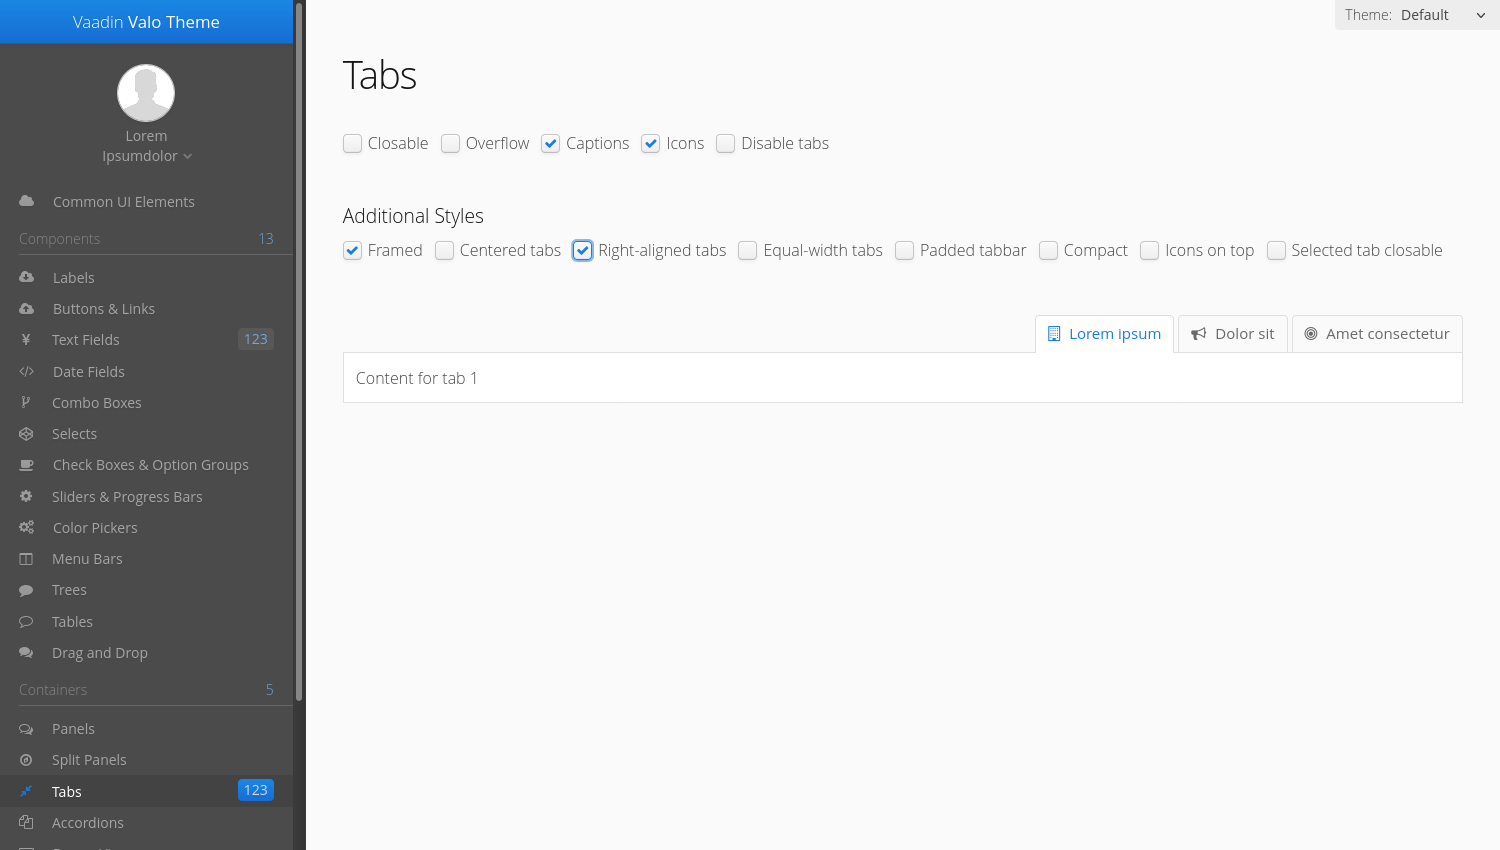 Vaadin Valo Theme
Lorem
Ipsumdolor
Common UI Elements
Components 13
Labels
Buttons & Links
Text Fields 123
Date Fields
Combo Boxes
Selects
Check Boxes & Option Groups
Sliders & Progress Bars
Color Pickers
Menu Bars
Trees
Tables
Drag and Drop
Containers 5
Panels
Split Panels
Tabs 123
Accordions
Theme: Default
Tabs
Closable Overflow Captions Icons Disable tabs
Additional Styles
Framed Centered tabs Right-aligned tabs Equal-width tabs Padded tabbar Compact Icons on top Selected tab closable
Lorem ipsum Dolor sit Amet consectetur
Content for tab 1